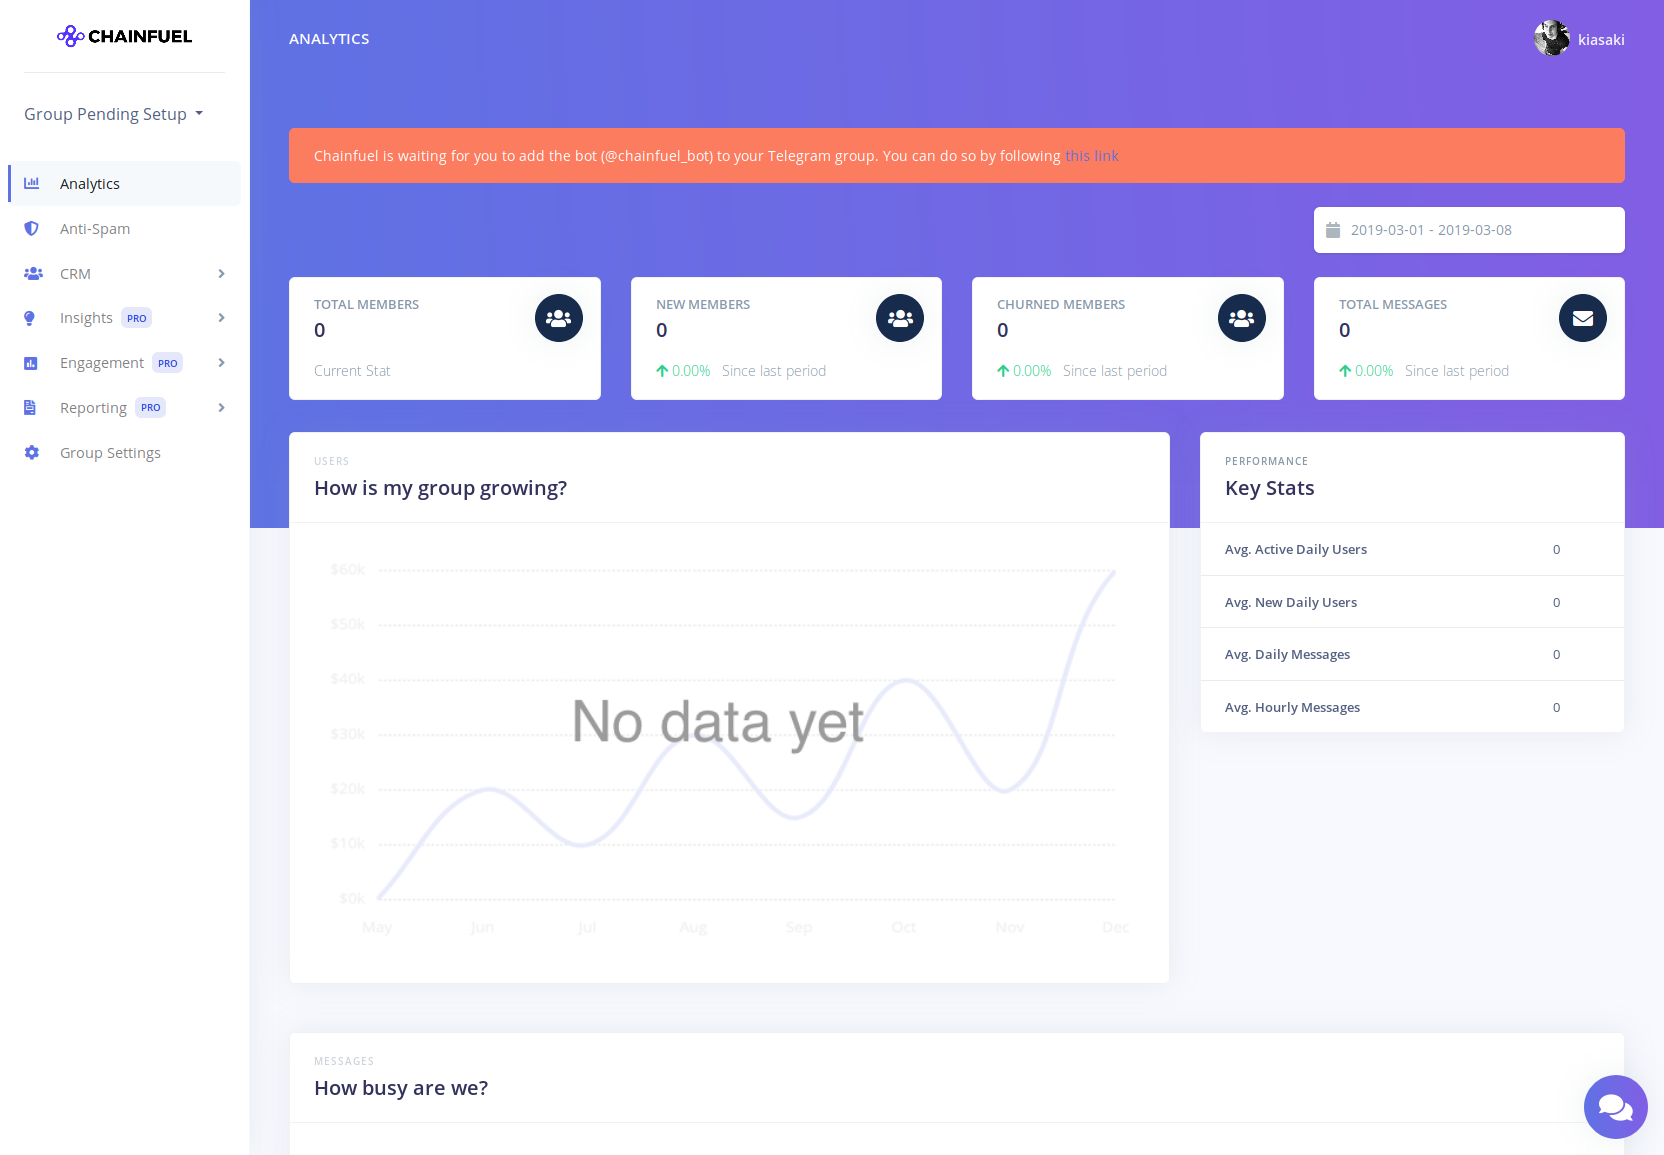 CHAINFUEL
Group Pending Setup
Analytics
Anti-Spam
CRM
Insights PRO
Engagement PRO
Reporting PRO
Group Settings
ANALYTICS
kiasaki
Chainfuel is waiting for you to add the bot (@chainfuel_bot) to your Telegram group. You can do so by following this link
2019-03-01 - 2019-03-08
TOTAL MEMBERS
0
Current Stat
NEW MEMBERS
0
0.00% Since last period
CHURNED MEMBERS
0
0.00% Since last period
TOTAL MESSAGES
0
0.00% Since last period
USERS
How is my group growing?
$60k
$50k
$40k
$30k
$20k
$10k
$0k
No data yet
May Jun Jul Aug Sep Oct Nov Dec
PERFORMANCE
Key Stats
Avg. Active Daily Users 0
Avg. New Daily Users 0
Avg. Daily Messages 0
Avg. Hourly Messages 0
MESSAGES
How busy are we?